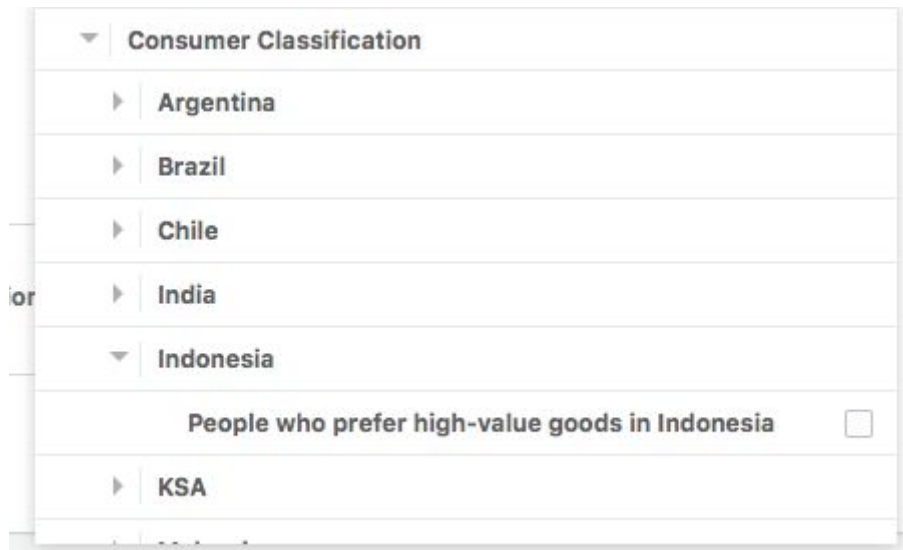 Consumer Classification
Argentina
Brazil
Chile
India
Indonesia
People who prefer high-value goods in Indonesia
KSA